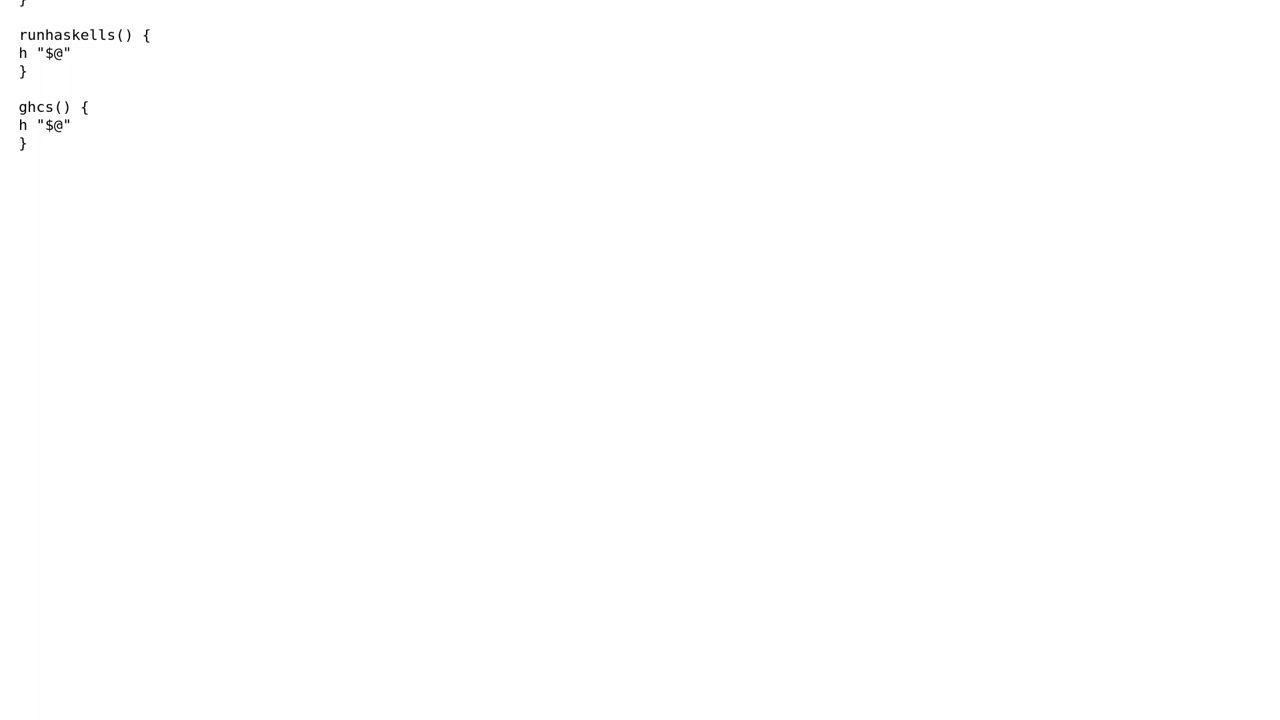 }

runhaskells() {
h "$@"
}

ghcs() {
h "$@"
}